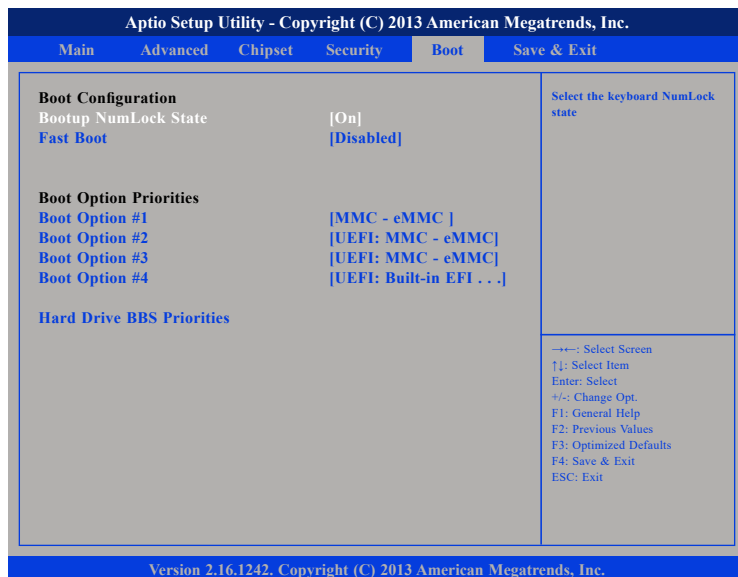 Aptio Setup Utility - Copyright (C) 2013 American Megatrends, Inc.
Main Advanced Chipset Security Boot Save & Exit
Boot Configuration
Bootup NumLock State [On]
Fast Boot [Disabled]
Boot Option Priorities
Boot Option #1 [MMC - eMMC ]
Boot Option #2 [UEFI: MMC - eMMC]
Boot Option #3 [UEFI: MMC - eMMC]
Boot Option #4 [UEFI: Built-in EFI . . .]
Hard Drive BBS Priorities
Select the keyboard NumLock
state
→←: Select Screen
↑↓: Select Item
Enter: Select
+/-: Change Opt.
F1: General Help
F2: Previous Values
F3: Optimized Defaults
F4: Save & Exit
ESC: Exit
Version 2.16.1242. Copyright (C) 2013 American Megatrends, Inc.